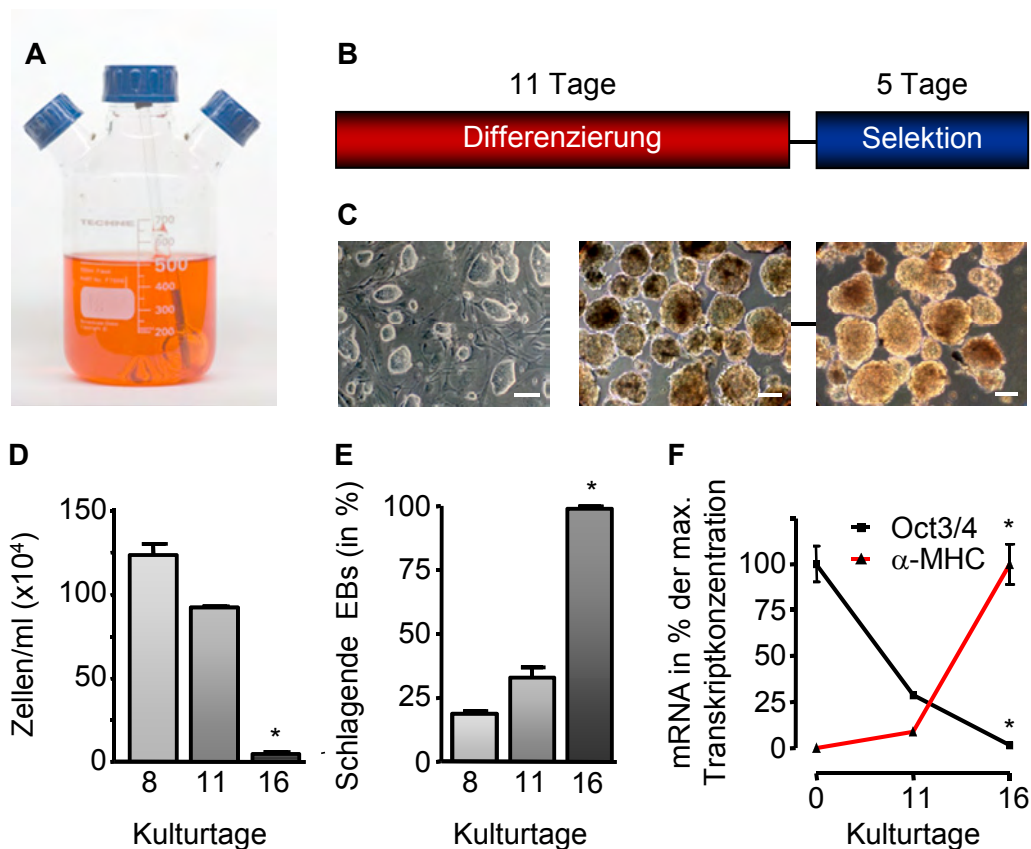 A
TECHNE
700
600
500
400
300
200
B
11 Tage
5 Tage
Differenzierung
Selektion
C
D
Zellen/ml (x10⁴)
150
125
100
50
0
*
8
11
16
Kulturtage
E
Schlagende EBs (in %)
100
50
25
0
*
8
11
16
Kulturtage
F
mRNA in % der max.
Transkriptkonzentration
Oct3/4
α-MHC
*
100
75
50
25
0
*
0
11
16
Kulturtage